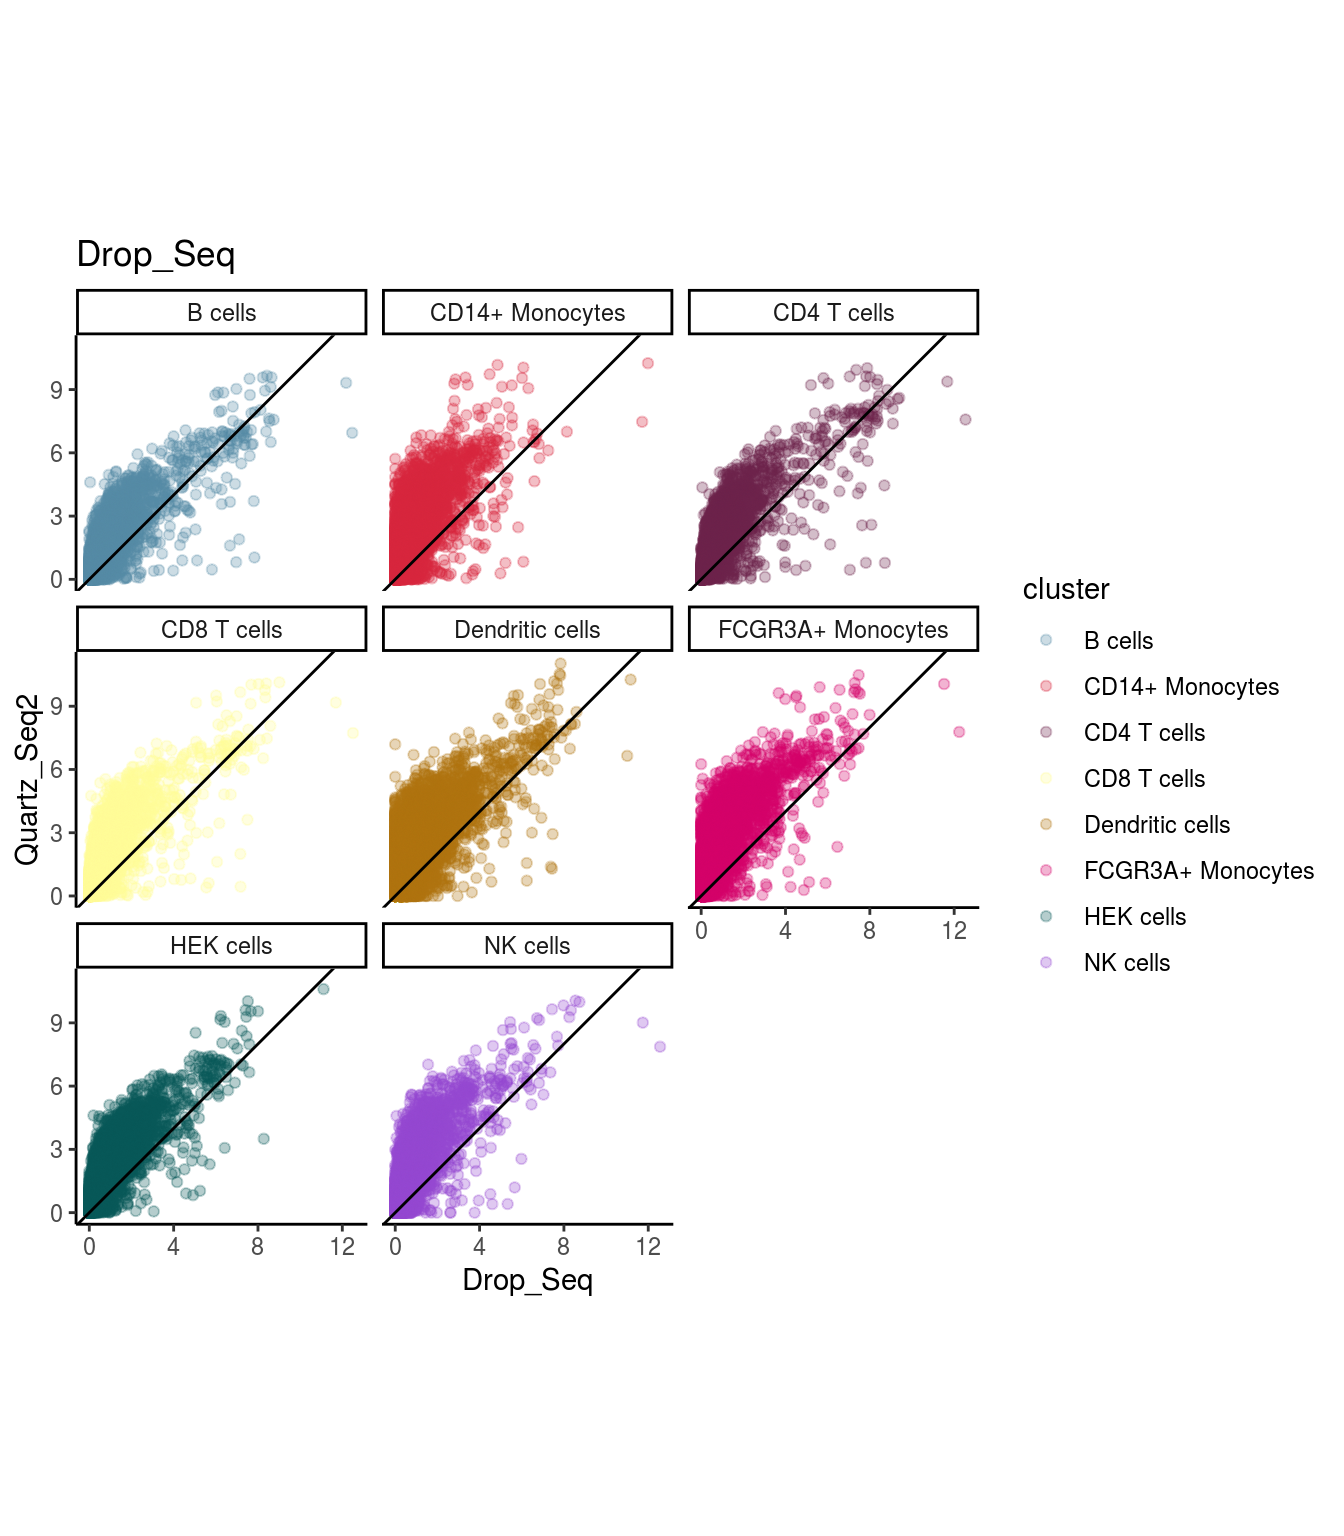 Drop_Seq
B cells
CD14+ Monocytes
CD4 T cells
9
6
3
0
CD8 T cells
Dendritic cells
FCGR3A+ Monocytes
9
6
3
0
0
4
8
12
HEK cells
NK cells
9
6
3
0
0
4
8
12
0
4
8
12
Drop_Seq
Quartz_Seq2
cluster
B cells
CD14+ Monocytes
CD4 T cells
CD8 T cells
Dendritic cells
FCGR3A+ Monocytes
HEK cells
NK cells